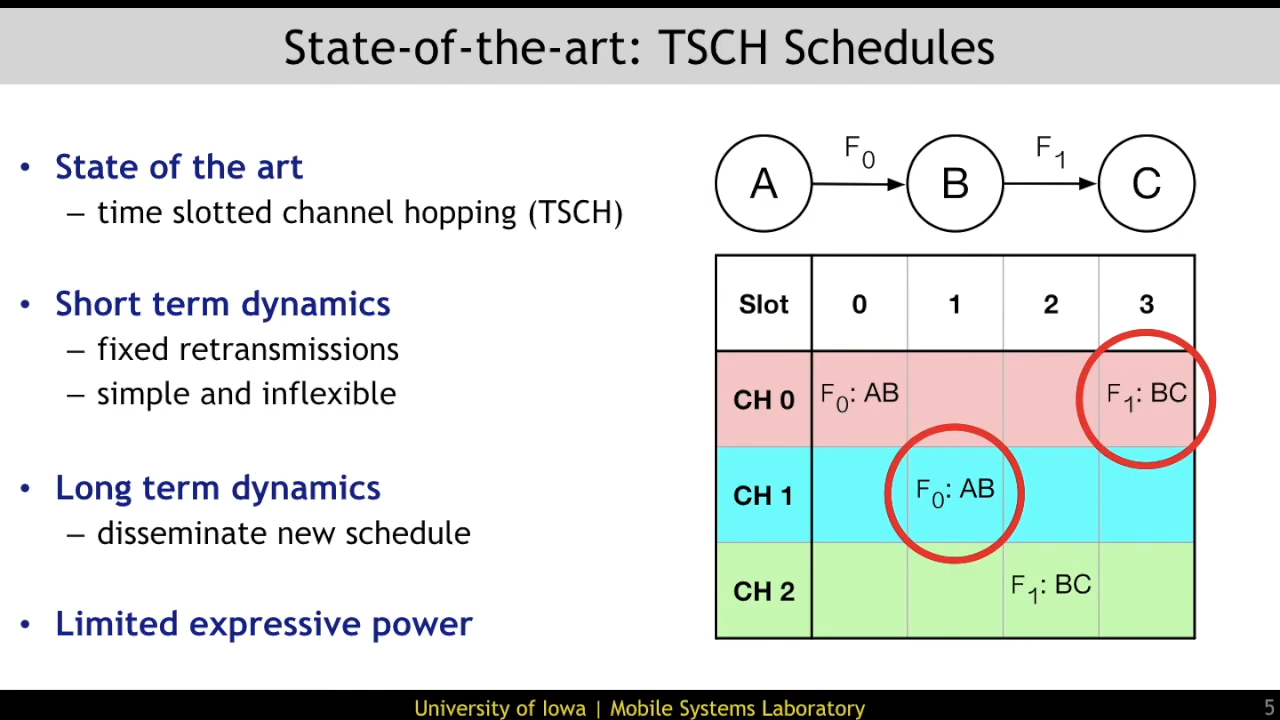 State-of-the-art: TSCH Schedules
• State of the art
– time slotted channel hopping (TSCH)
• Short term dynamics
– fixed retransmissions
– simple and inflexible
• Long term dynamics
– disseminate new schedule
• Limited expressive power
A F0 B F1 C
Slot 0 1 2 3
CH 0 F0: AB F1: BC
CH 1 F0: AB
CH 2 F1: BC
University of Iowa | Mobile Systems Laboratory
5